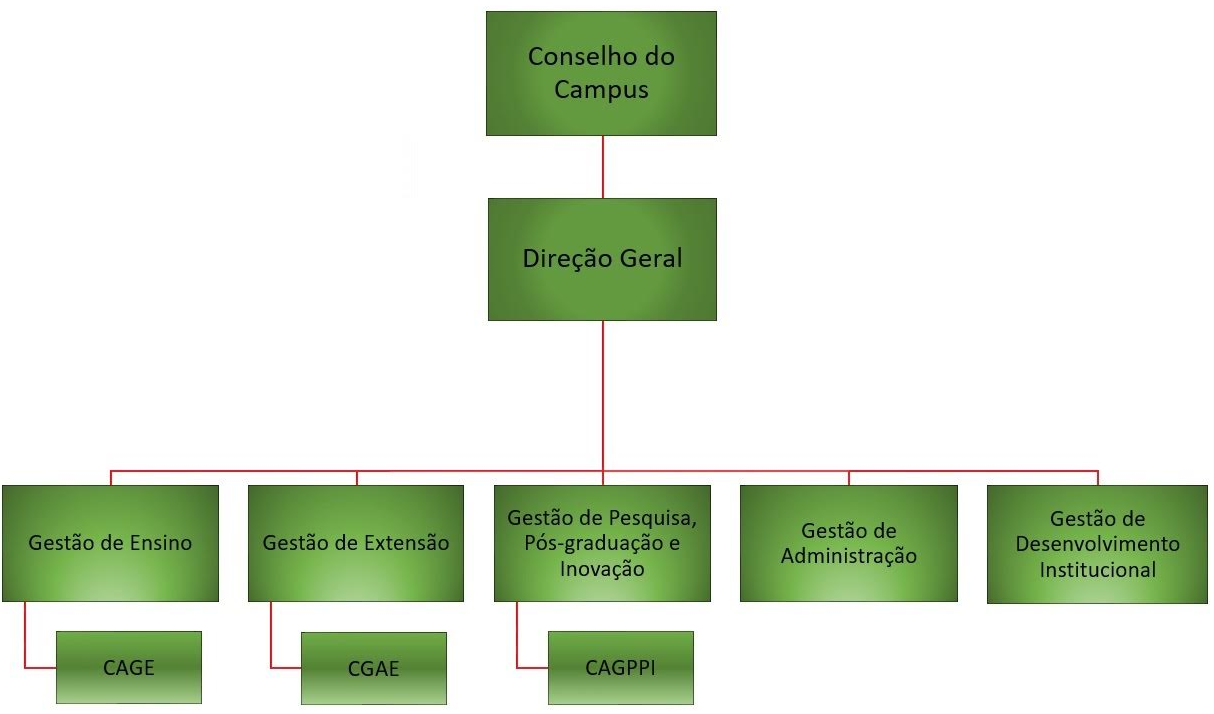 Conselho do
Campus
Direção Geral
Gestão de Ensino
Gestão de Extensão
Gestão de Pesquisa,
Pós-graduação e
Inovação
Gestão de
Administração
Gestão de
Desenvolvimento
Institucional
CAGE
CGAE
CAGPPI